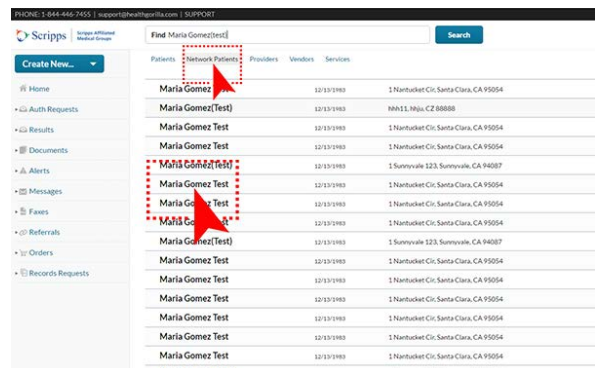 PHONE: 1-844-446-7455 | support@healthgorilla.com | SUPPORT
Scripps Scripps Affiliated Medical Groups
Find Maria Gomez(test)
Search
Create New...
Patients Network Patients Providers Vendors Services
Home
Auth Requests
Results
Documents
Alerts
Messages
Faxes
Referrals
Orders
Records Requests
Maria Gomez 12/13/1983 1 Nantucket Cir, Santa Clara, CA 95054
Maria Gomez(Test) 12/13/1983 Nhh11, Nhju, CZ 88888
Maria Gomez Test 12/13/1983 1 Nantucket Cir, Santa Clara, CA 95054
Maria Gomez Test 12/13/1983 1 Nantucket Cir, Santa Clara, CA 95054
Maria Gomez(Test) 12/13/1983 1 Sunnyvale 123, Sunnyvale, CA 94087
Maria Gomez Test 12/13/1983 1 Nantucket Cir, Santa Clara, CA 95054
Maria Gomez Test 12/13/1983 1 Nantucket Cir, Santa Clara, CA 95054
Maria Gomez Test 12/13/1983 1 Nantucket Cir, Santa Clara, CA 95054
Maria Gomez(Test) 12/13/1983 1 Sunnyvale 123, Sunnyvale, CA 94087
Maria Gomez Test 12/13/1983 1 Nantucket Cir, Santa Clara, CA 95054
Maria Gomez Test 12/13/1983 1 Nantucket Cir, Santa Clara, CA 95054
Maria Gomez Test 12/13/1983 1 Nantucket Cir, Santa Clara, CA 95054
Maria Gomez Test 12/13/1983 1 Nantucket Cir, Santa Clara, CA 95054
Maria Gomez Test 12/13/1983 1 Nantucket Cir, Santa Clara, CA 95054
Maria Gomez Test 12/13/1983 1 Nantucket Cir, Santa Clara, CA 95054